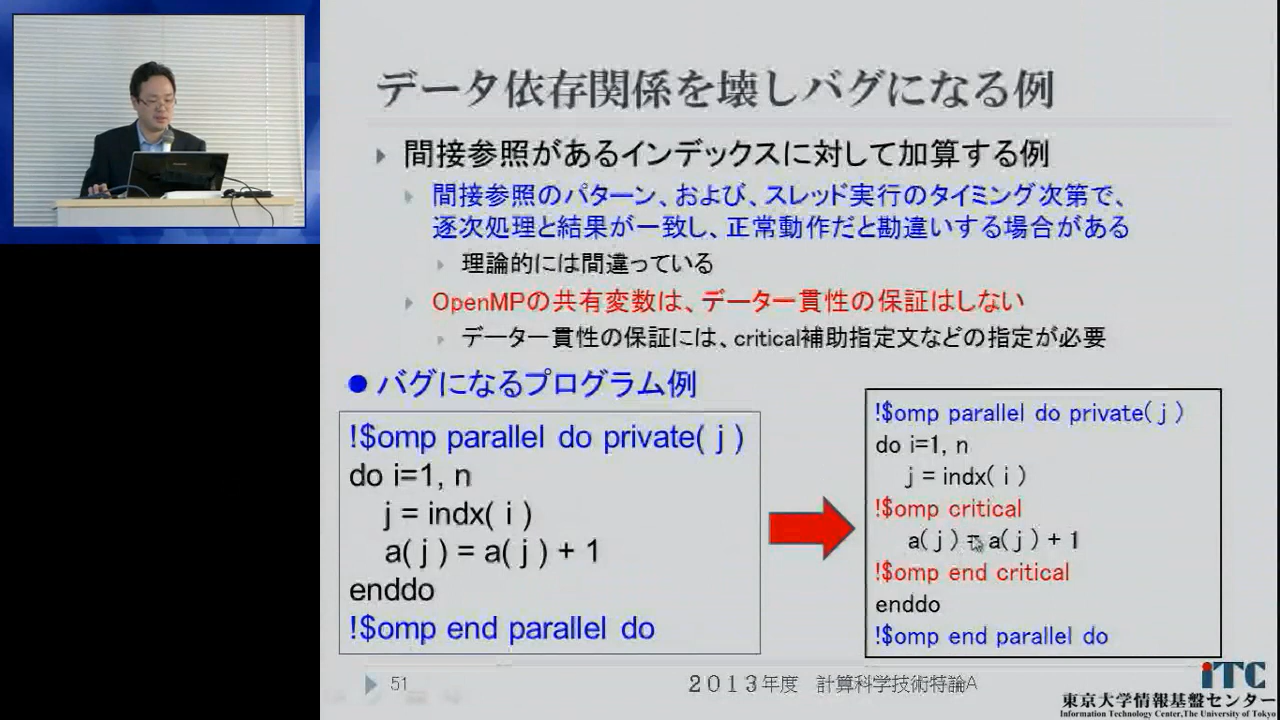 データ依存関係を壊しバグになる例
間接参照があるインデックスに対して加算する例
間接参照のパターン、および、スレッド実行のタイミング次第で、
逐次処理と結果が一致し、正常動作だと勘違いする場合がある
理論的には間違っている
OpenMPの共有変数は、データ一貫性の保証はしない
データ一貫性の保証には、critical補助指定文などの指定が必要
● バグになるプログラム例
!$omp parallel do private( j )
do i=1, n
j = indx( i )
a( j ) = a( j ) + 1
enddo
!$omp end parallel do
!$omp parallel do private( j )
do i=1, n
j = indx( i )
!$omp critical
a( j ) = a( j ) + 1
!$omp end critical
enddo
!$omp end parallel do
51
2013年度 計算科学技術特論A
iTC
東京大学情報基盤センター
Information Technology Center,The University of Tokyo